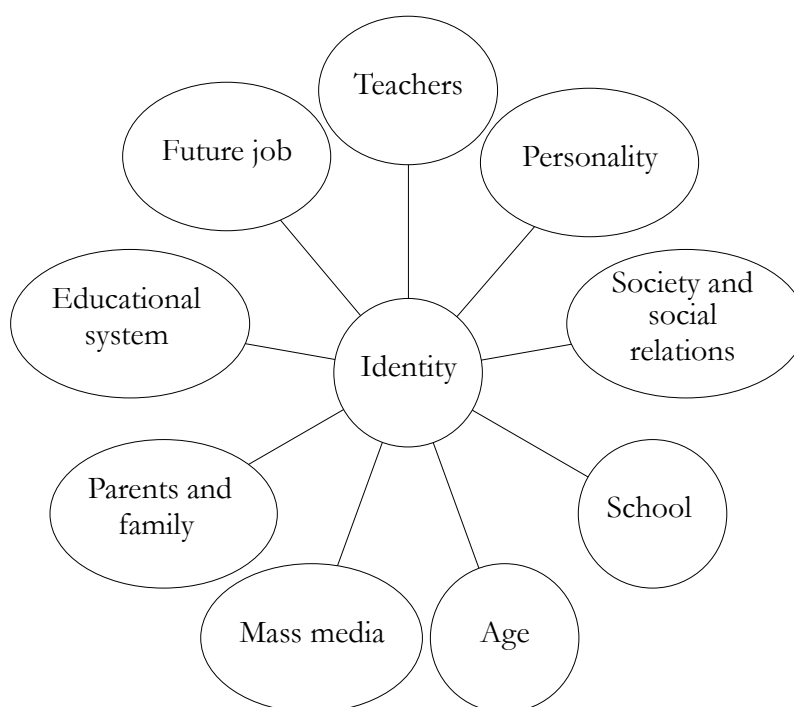 Teachers
Future job
Personality
Educational
system
Society and
social
relations
Identity
Parents and
family
School
Mass media
Age